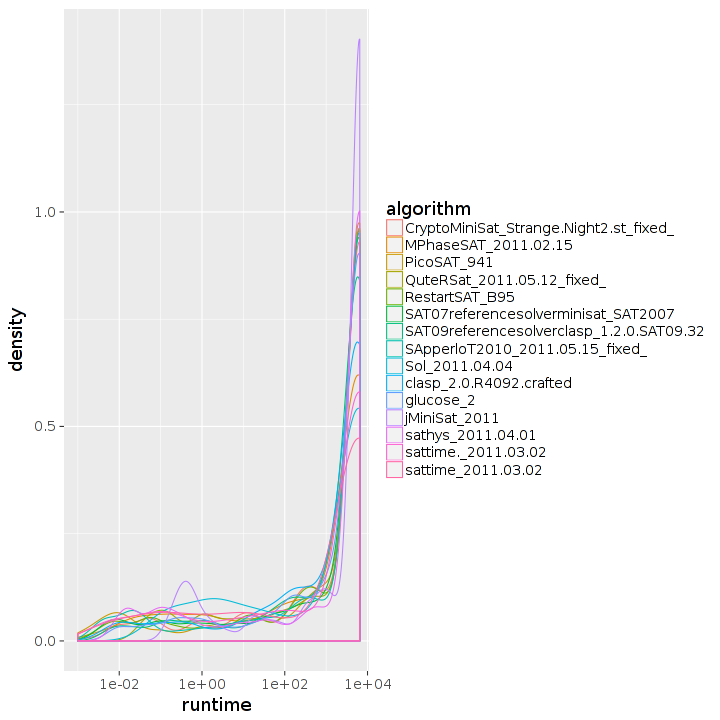 1.0
0.5
0.0
density
1e-02 1e+00 1e+02 1e+04
runtime
algorithm
CryptoMiniSat_Strange.Night2.st_fixed_
MPhaseSAT_2011.02.15
PicoSAT_941
QuteRSat_2011.05.12_fixed_
RestartSAT_B95
SAT07referencesolverminisat_SAT2007
SAT09referencesolverclasp_1.2.0.SAT09.32
SApperloT2010_2011.05.15_fixed_
Sol_2011.04.04
clasp_2.0.R4092.crafted
glucose_2
jMiniSat_2011
sathys_2011.04.01
sattime._2011.03.02
sattime_2011.03.02